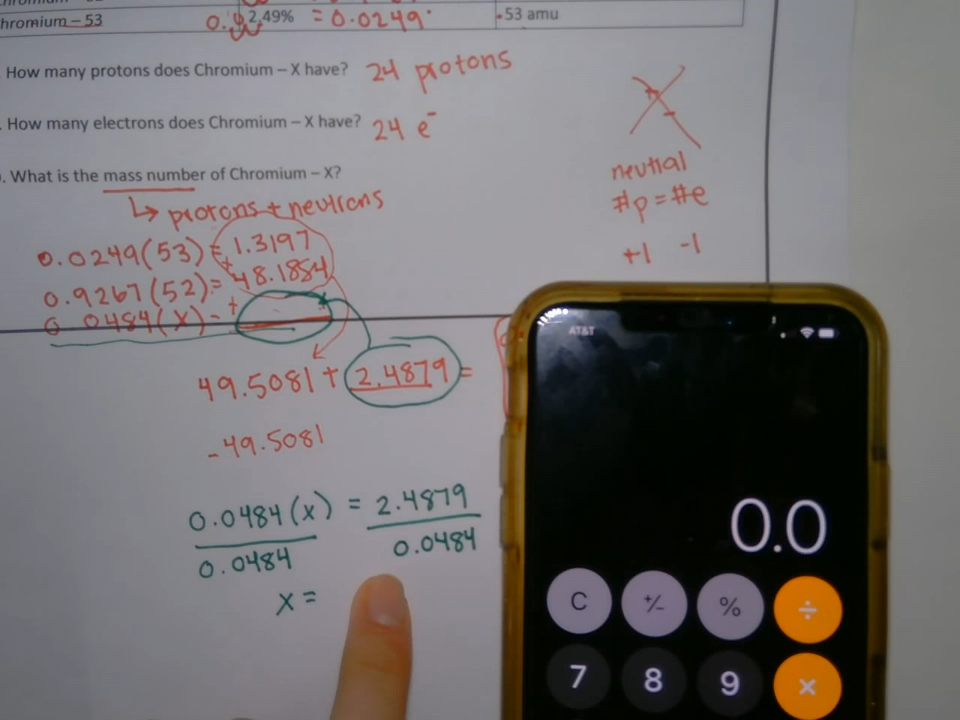 hromium – 53 0.02.49% = 0.0249 .53 amu
. How many protons does Chromium – X have? 24 protons
. How many electrons does Chromium – X have? 24 e⁻
. What is the mass number of Chromium – X?
↳ protons + neutrons
neutral
#p = #e
+1 -1
0.0249(53) = 1.3197
+
0.9267(52) = 48.1854
+
0.0484(X) =
49.5081 + 2.4879 =
- 49.5081
0.0484(x) = 2.4879
0.0484 0.0484
x =
AT&T
0.0
C +/- % ÷
7 8 9 ×